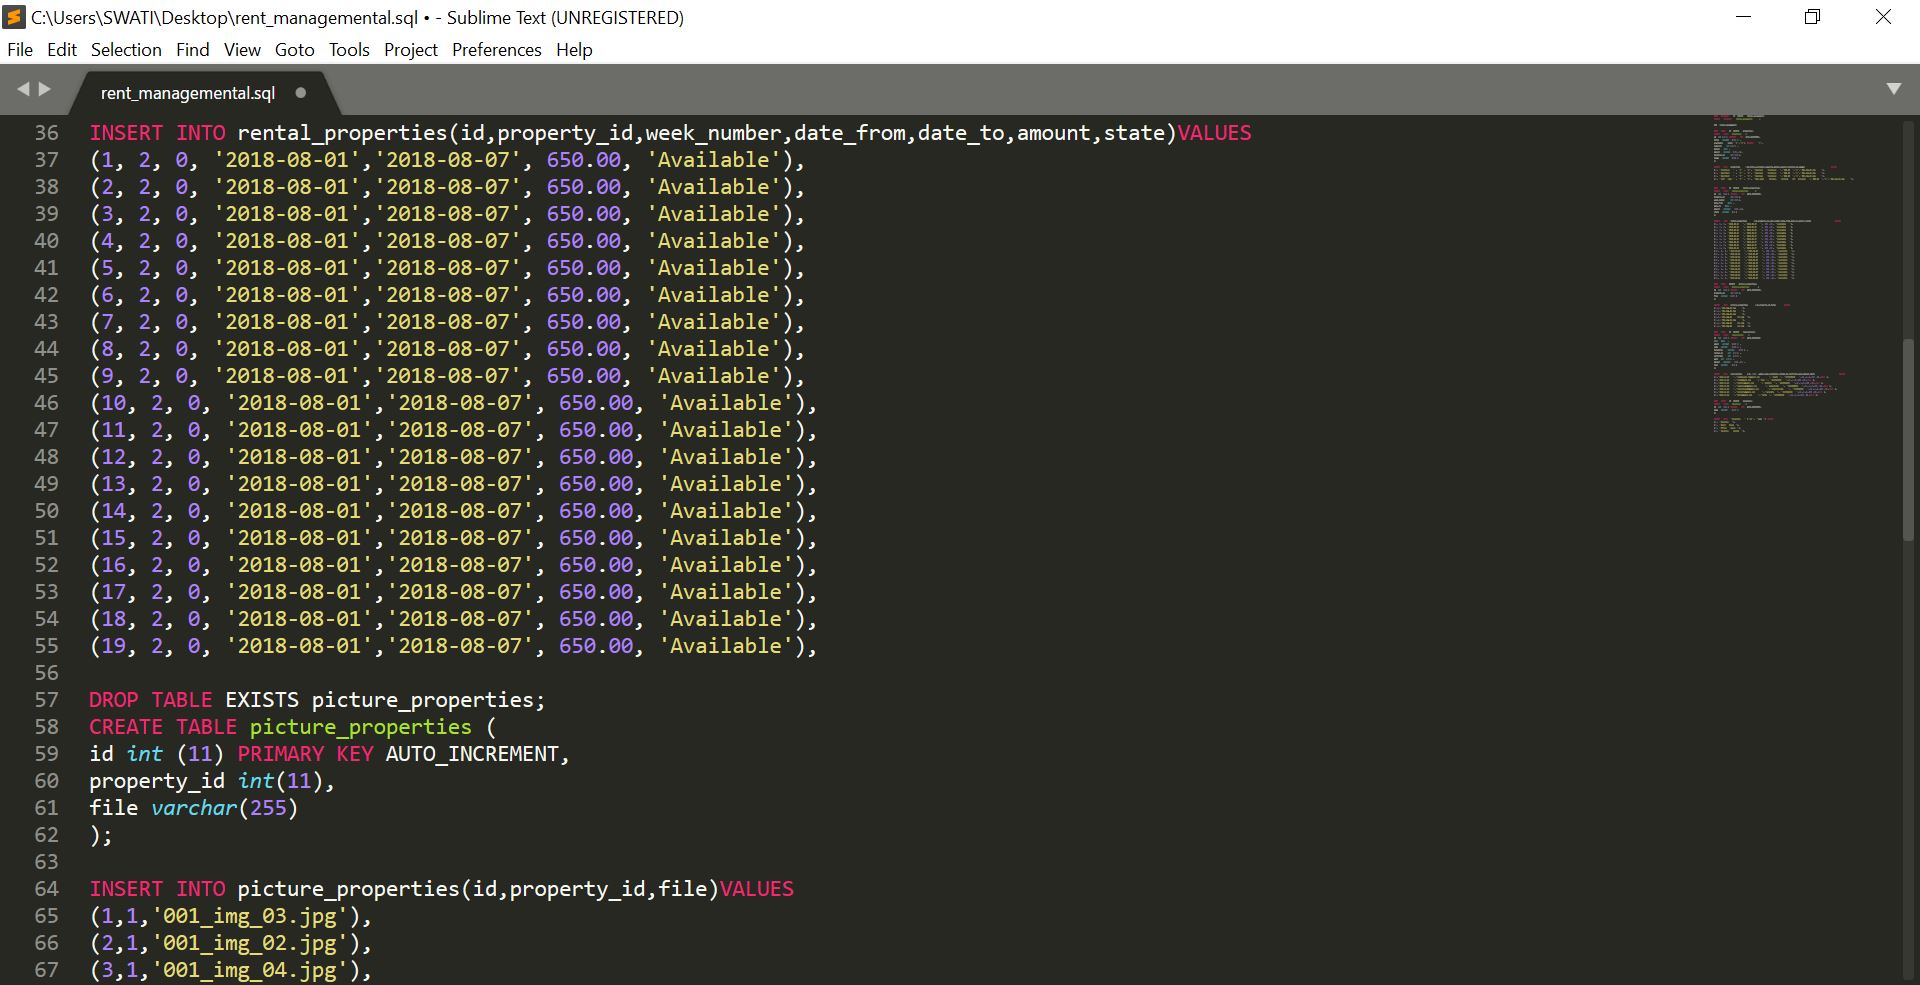 C:\Users\SWATI\Desktop\rent_managemental.sql • - Sublime Text (UNREGISTERED)
File Edit Selection Find View Goto Tools Project Preferences Help
rent_managemental.sql
36 INSERT INTO rental_properties(id,property_id,week_number,date_from,date_to,amount,state)VALUES
37 (1, 2, 0, '2018-08-01','2018-08-07', 650.00, 'Available'),
38 (2, 2, 0, '2018-08-01','2018-08-07', 650.00, 'Available'),
39 (3, 2, 0, '2018-08-01','2018-08-07', 650.00, 'Available'),
40 (4, 2, 0, '2018-08-01','2018-08-07', 650.00, 'Available'),
41 (5, 2, 0, '2018-08-01','2018-08-07', 650.00, 'Available'),
42 (6, 2, 0, '2018-08-01','2018-08-07', 650.00, 'Available'),
43 (7, 2, 0, '2018-08-01','2018-08-07', 650.00, 'Available'),
44 (8, 2, 0, '2018-08-01','2018-08-07', 650.00, 'Available'),
45 (9, 2, 0, '2018-08-01','2018-08-07', 650.00, 'Available'),
46 (10, 2, 0, '2018-08-01','2018-08-07', 650.00, 'Available'),
47 (11, 2, 0, '2018-08-01','2018-08-07', 650.00, 'Available'),
48 (12, 2, 0, '2018-08-01','2018-08-07', 650.00, 'Available'),
49 (13, 2, 0, '2018-08-01','2018-08-07', 650.00, 'Available'),
50 (14, 2, 0, '2018-08-01','2018-08-07', 650.00, 'Available'),
51 (15, 2, 0, '2018-08-01','2018-08-07', 650.00, 'Available'),
52 (16, 2, 0, '2018-08-01','2018-08-07', 650.00, 'Available'),
53 (17, 2, 0, '2018-08-01','2018-08-07', 650.00, 'Available'),
54 (18, 2, 0, '2018-08-01','2018-08-07', 650.00, 'Available'),
55 (19, 2, 0, '2018-08-01','2018-08-07', 650.00, 'Available'),
56
57 DROP TABLE EXISTS picture_properties;
58 CREATE TABLE picture_properties (
59 id int (11) PRIMARY KEY AUTO_INCREMENT,
60 property_id int(11),
61 file varchar(255)
62 );
63
64 INSERT INTO picture_properties(id,property_id,file)VALUES
65 (1,1,'001_img_03.jpg'),
66 (2,1,'001_img_02.jpg'),
67 (3,1,'001_img_04.jpg'),